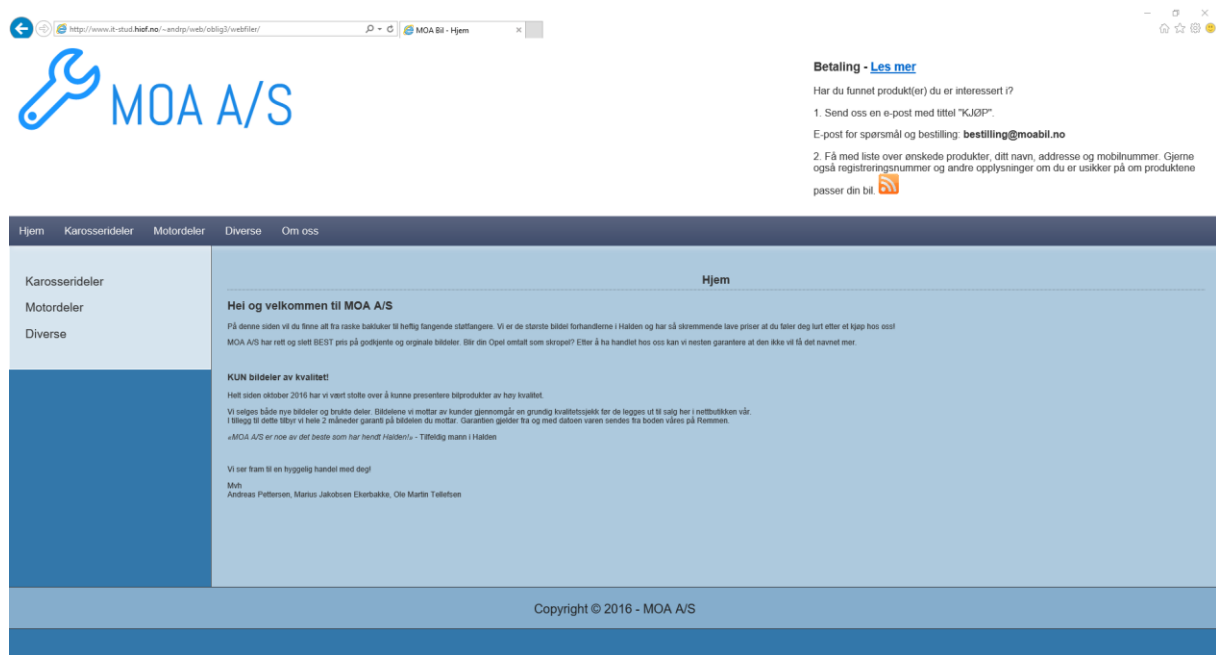 http://www.it-stud.hiof.no/~andrp/web/oblig3/webfiler/
MOA Bil - Hjem
MOA A/S
Betaling - Les mer
Har du funnet produkt(er) du er interessert i?
1. Send oss en e-post med tittel "KJØP".
E-post for spørsmål og bestilling: bestilling@moabil.no
2. Få med liste over ønskede produkter, ditt navn, addresse og mobilnummer. Gjerne
også registreringsnummer og andre opplysninger om du er usikker på om produktene
passer din bil.
Hjem Karosserideler Motordeler Diverse Om oss
Karosserideler
Motordeler
Diverse
Hjem
Hei og velkommen til MOA A/S
På denne siden vil du finne alt fra raske bakluker til heftig fangende støtfangere. Vi er de største bildel forhandlerne i Halden og har så skremmende lave priser at du føler deg lurt etter et kjøp hos oss!
MOA A/S har rett og slett BEST pris på godkjente og orginale bildeler. Blir din Opel omtalt som skropel? Etter å ha handlet hos oss kan vi nesten garantere at den ikke vil få det navnet mer.
KUN bildeler av kvalitet!
Helt siden oktober 2016 har vi vært stolte over å kunne presentere bilprodukter av høy kvalitet.
Vi selges både nye bildeler og brukte deler. Bildelene vi mottar av kunder gjennomgår en grundig kvalitetssjekk før de legges ut til salg her i nettbutikken vår.
I tillegg til dette tilbyr vi hele 2 måneder garanti på bildelen du mottar. Garantien gjelder fra og med datoen varen sendes fra boden våres på Remmen.
«MOA A/S er noe av det beste som har hendt Halden!» - Tilfeldig mann i Halden
Vi ser fram til en hyggelig handel med deg!
Mvh
Andreas Pettersen, Marius Jakobsen Ekerbakke, Ole Martin Tellefsen
Copyright © 2016 - MOA A/S